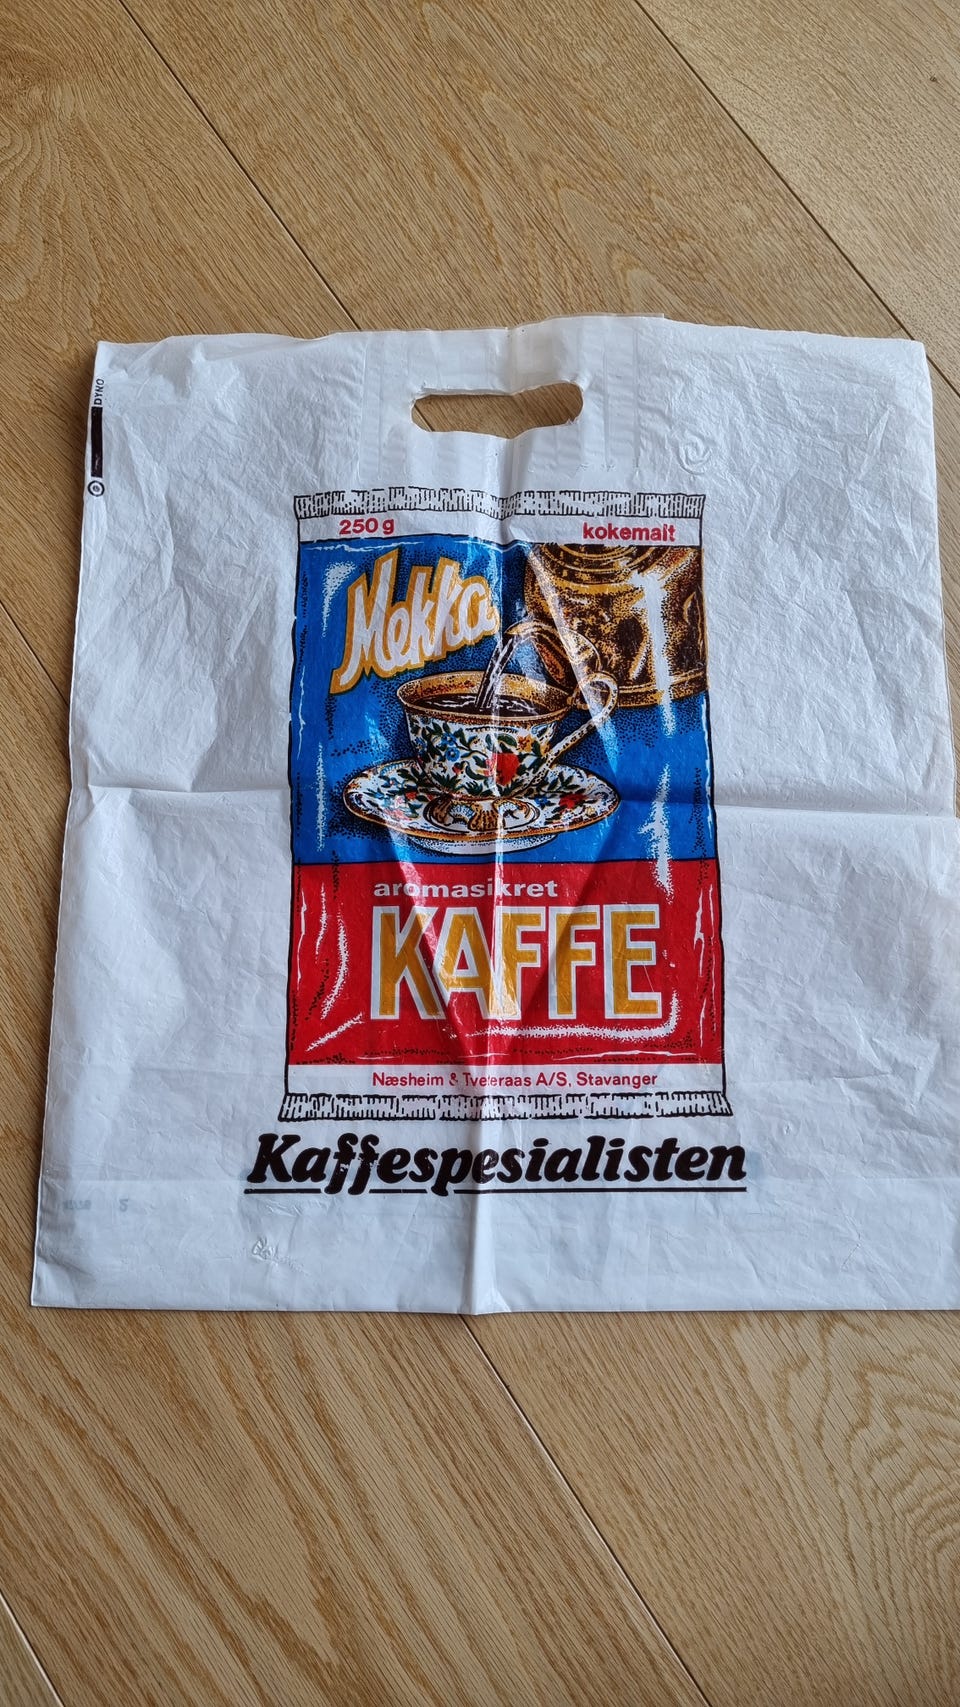 DYNO
250 g kokemalt
Mekka
aromasikret
KAFFE
Næsheim & Tveteraas A/S, Stavanger
Kaffespesialisten